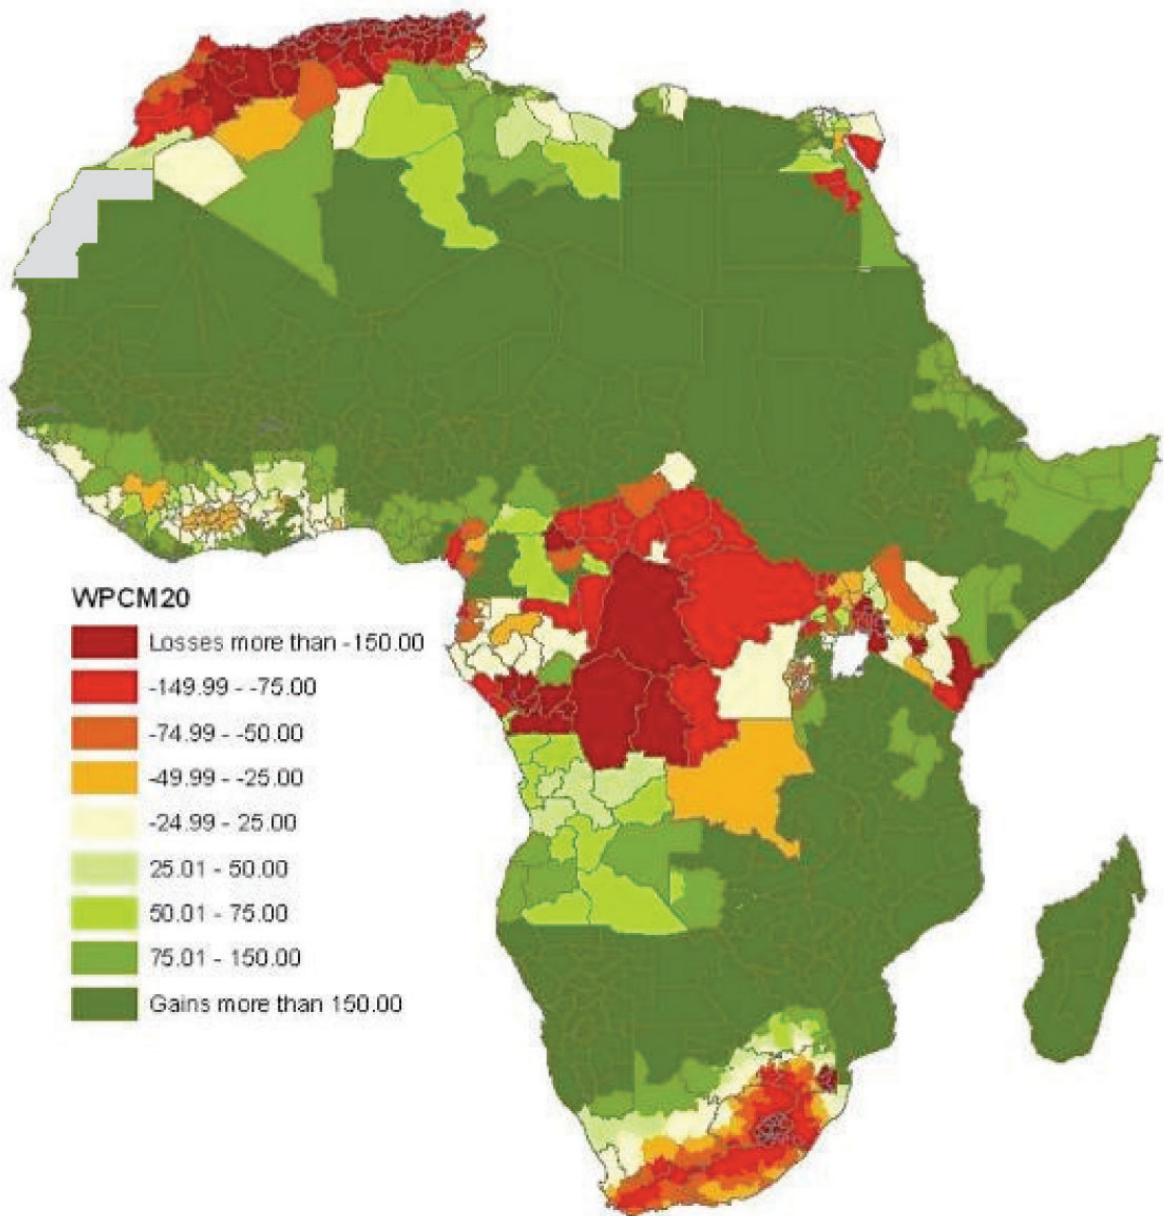 WPCM20
Losses more than -150.00
-149.99 - -75.00
-74.99 - -50.00
-49.99 - -25.00
-24.99 - 25.00
25.01 - 50.00
50.01 - 75.00
75.01 - 150.00
Gains more than 150.00